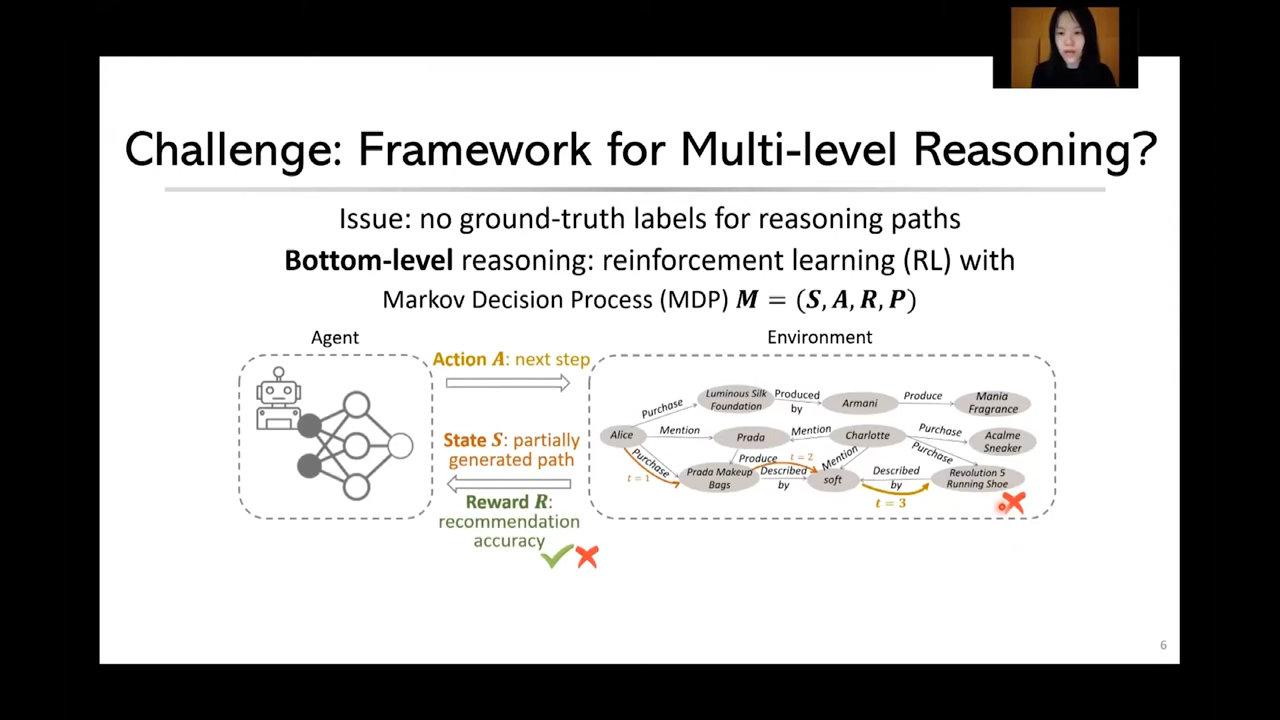 Challenge: Framework for Multi-level Reasoning?
Issue: no ground-truth labels for reasoning paths
Bottom-level reasoning: reinforcement learning (RL) with
Markov Decision Process (MDP) M = (S, A, R, P)
Agent
Environment
Action A: next step
State S: partially
generated path
Reward R:
recommendation
accuracy
Luminous Silk
Foundation
Produced
by
Armani
Produce
Mania
Fragrance
Purchase
Alice
Mention
Prada
Mention
Charlotte
Purchase
Acalme
Sneaker
Purchase
t = 1
Produce
t = 2
Mention
Purchase
Prada Makeup
Bags
Described
by
soft
Described
by
Revolution 5
Running Shoe
t = 3
6